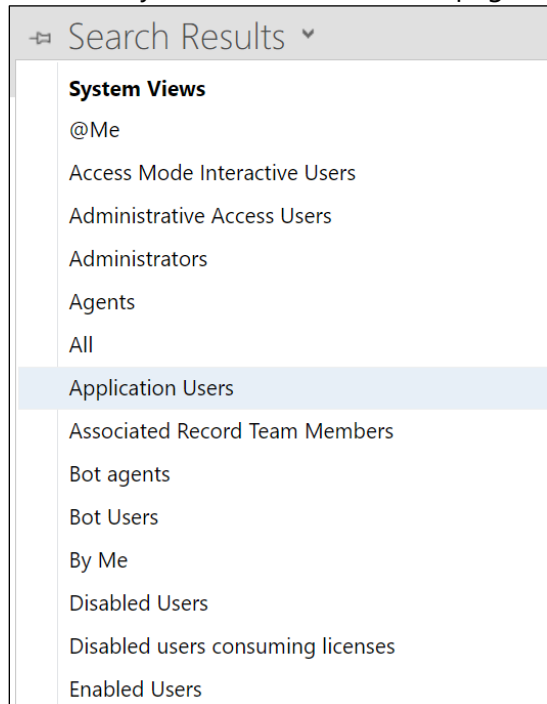 Search Results
System Views
@Me
Access Mode Interactive Users
Administrative Access Users
Administrators
Agents
All
Application Users
Associated Record Team Members
Bot agents
Bot Users
By Me
Disabled Users
Disabled users consuming licenses
Enabled Users